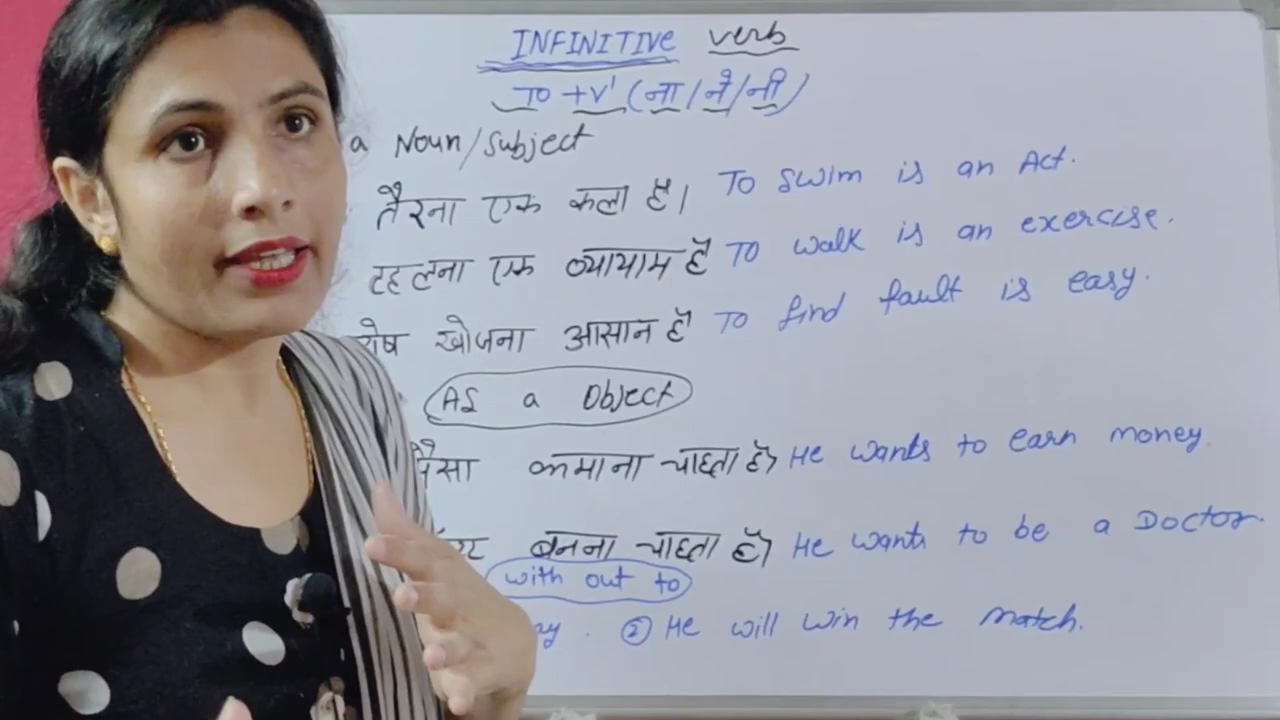 INFINITIVE verb
TO + V¹ (ना/ने/नी)
a Noun/Subject
तैरना एक कला है। To swim is an Act.
टहलना एक व्यायाम है To walk is an exercise.
खोजना आसान है To find fault is easy.
AS a Object
पैसा कमाना चाहता है) He wants to earn money.
बनना चाहता है) He wants to be a Doctor.
with out to
② He will win the match.